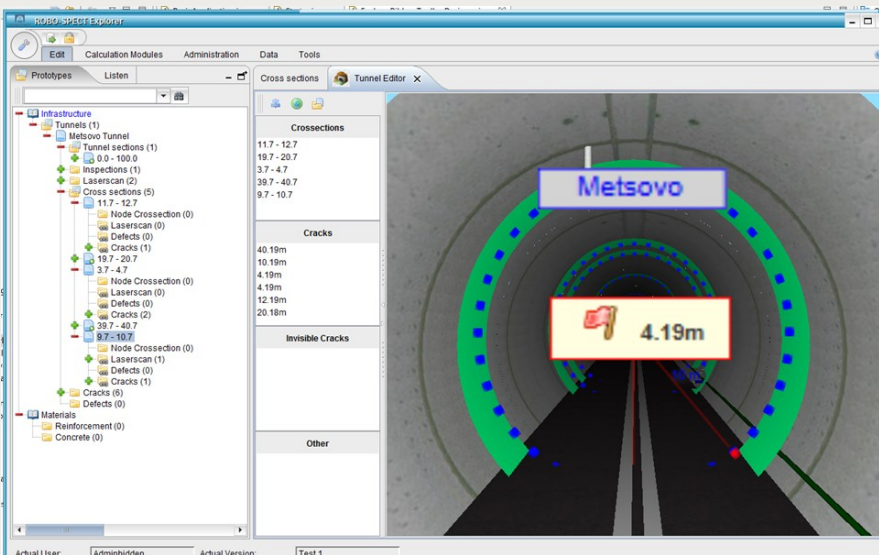 ROBO-SPECT Explorer
Edit
Calculation Modules
Administration
Data
Tools
Prototypes
Listen
Infrastructure
Tunnels (1)
Metsovo Tunnel
Tunnel sections (1)
0.0 - 100.0
Inspections (1)
Laserscan (2)
Cross sections (5)
11.7 - 12.7
Node Crossection (0)
Laserscan (0)
Defects (0)
Cracks (1)
19.7 - 20.7
3.7 - 4.7
Node Crossection (0)
Laserscan (0)
Defects (0)
Cracks (2)
39.7 - 40.7
9.7 - 10.7
Node Crossection (0)
Laserscan (1)
Defects (0)
Cracks (1)
Cracks (6)
Defects (0)
Materials
Reinforcement (0)
Concrete (0)
Cross sections
Tunnel Editor
Crossections
11.7 - 12.7
19.7 - 20.7
3.7 - 4.7
39.7 - 40.7
9.7 - 10.7
Cracks
40.19m
10.19m
4.19m
4.19m
12.19m
20.18m
Invisible Cracks
Other
Metsovo
4.19m
Actual User:
Adminbidden
Actual Version:
Test 1